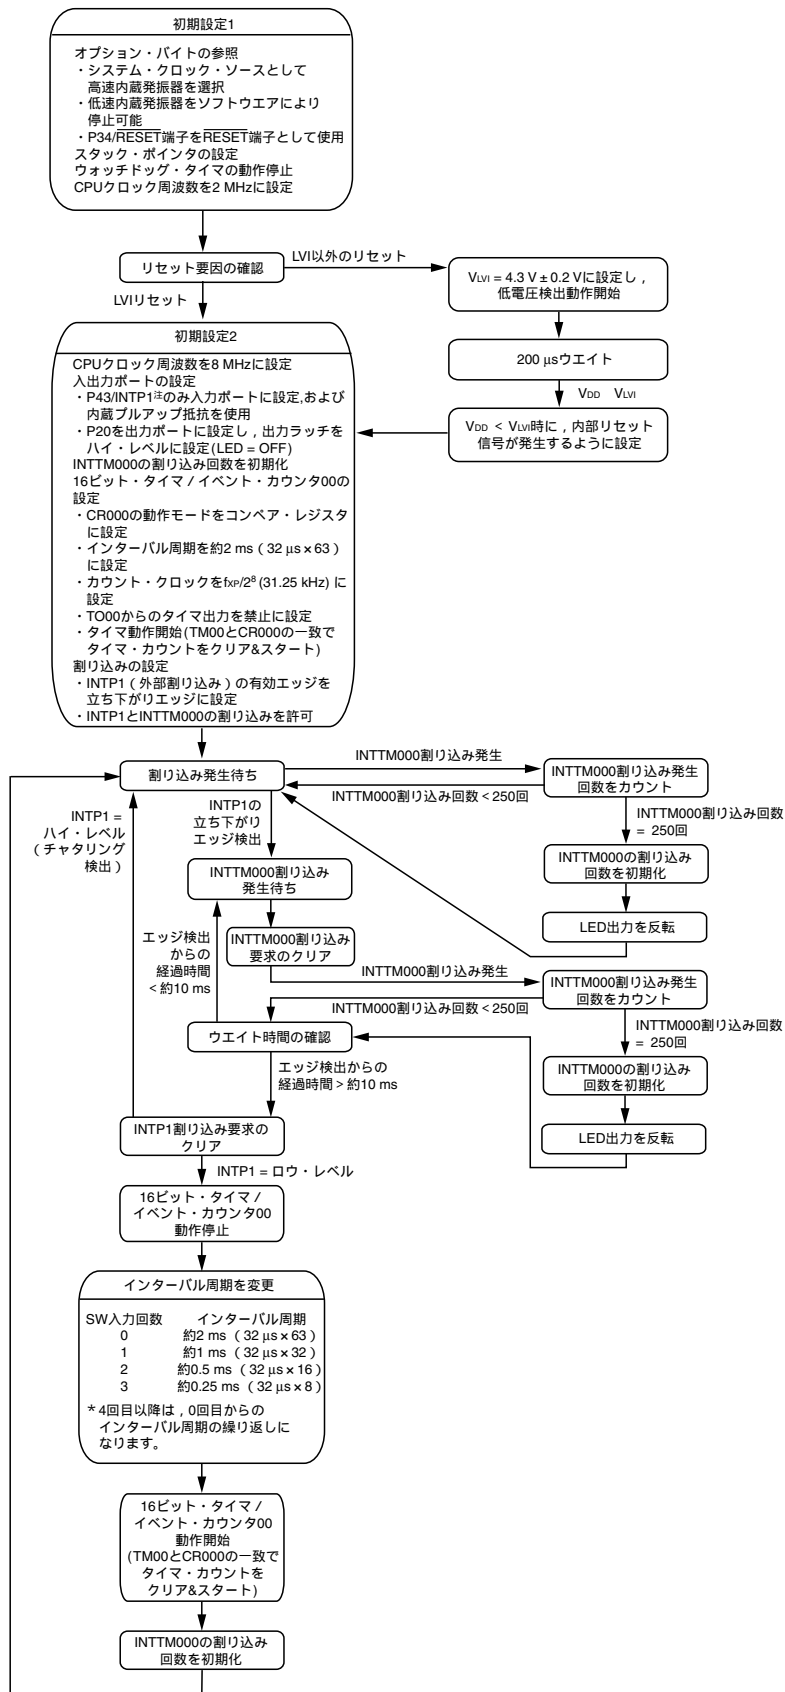 初期設定1
オプション・バイトの参照
・システム・クロック・ソースとして
高速内蔵発振器を選択
・低速内蔵発振器をソフトウエアにより
停止可能
・P34/RESET端子をRESET端子として使用
スタック・ポインタの設定
ウォッチドッグ・タイマの動作停止
CPUクロック周波数を2 MHzに設定
リセット要因の確認
LVI以外のリセット
VLVI = 4.3 V ± 0.2 Vに設定し，
低電圧検出動作開始
LVIリセット
200 μsウエイト
VDD VLVI
VDD < VLVI時に，内部リセット
信号が発生するように設定
初期設定2
CPUクロック周波数を8 MHzに設定
入出力ポートの設定
・P43/INTP1注のみ入力ポートに設定,および
内蔵プルアップ抵抗を使用
・P20を出力ポートに設定し，出力ラッチを
ハイ・レベルに設定(LED = OFF)
INTTM000の割り込み回数を初期化
16ビット・タイマ / イベント・カウンタ00の
設定
・CR000の動作モードをコンペア・レジスタ
に設定
・インターバル周期を約2 ms（32 μs × 63）
に設定
・カウント・クロックをfXP/2⁸ (31.25 kHz) に
設定
・TO00からのタイマ出力を禁止に設定
・タイマ動作開始(TM00とCR000の一致で
タイマ・カウントをクリア&スタート)
割り込みの設定
・INTP1（外部割り込み）の有効エッジを
立ち下がりエッジに設定
・INTP1とINTTM000の割り込みを許可
割り込み発生待ち
INTTM000割り込み発生
INTTM000割り込み発生
回数をカウント
INTTM000割り込み回数 < 250回
INTTM000割り込み回数
= 250回
INTTM000の割り込み
回数を初期化
LED出力を反転
INTP1 =
ハイ・レベル
（チャタリング
検出）
INTP1の
立ち下がり
エッジ検出
INTTM000割り込み
発生待ち
INTTM000割り込み
要求のクリア
エッジ検出
からの
経過時間
< 約10 ms
INTTM000割り込み発生
INTTM000割り込み発生
回数をカウント
INTTM000割り込み回数 < 250回
INTTM000割り込み回数
= 250回
INTTM000の割り込み
回数を初期化
LED出力を反転
ウエイト時間の確認
エッジ検出からの
経過時間 > 約10 ms
INTP1割り込み要求の
クリア
INTP1 = ロウ・レベル
16ビット・タイマ /
イベント・カウンタ00
動作停止
インターバル周期を変更
SW入力回数 インターバル周期
0 約2 ms （32 μs × 63）
1 約1 ms （32 μs × 32）
2 約0.5 ms （32 μs × 16）
3 約0.25 ms （32 μs × 8）
* 4回目以降は，0回目からの
インターバル周期の繰り返しに
なります。
16ビット・タイマ /
イベント・カウンタ00
動作開始
(TM00とCR000の一致で
タイマ・カウントを
クリア&スタート)
INTTM000の割り込み
回数を初期化